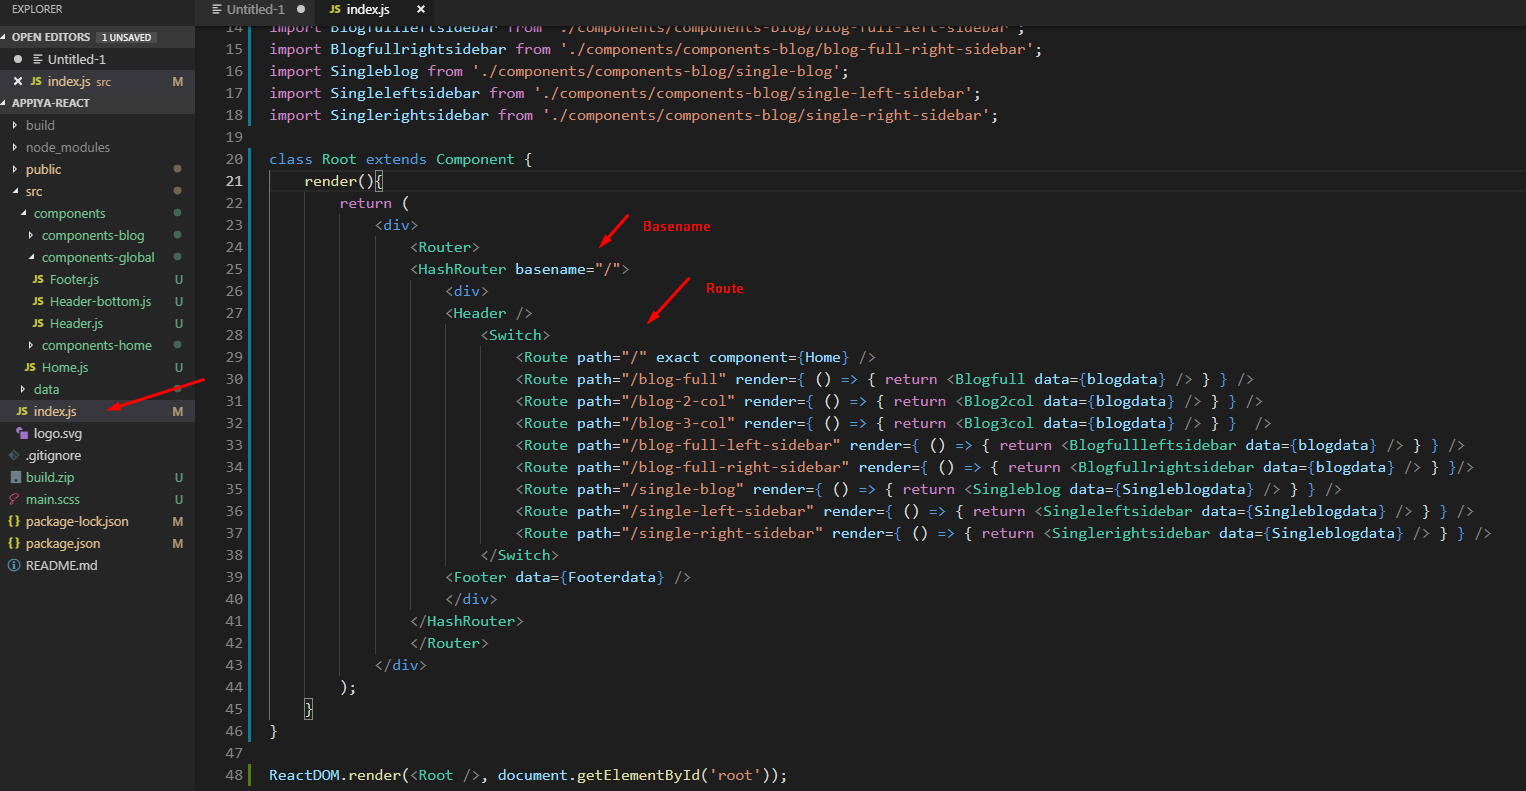 EXPLORER
OPEN EDITORS 1 UNSAVED
Untitled-1
JS index.js src M
APPIYA-REACT
build
node_modules
public
src
components
components-blog
components-global
JS Footer.js U
JS Header-bottom.js U
JS Header.js U
components-home
JS Home.js U
data
JS index.js M
logo.svg
.gitignore
build.zip U
main.scss U
{} package-lock.json M
{} package.json M
README.md
Untitled-1
JS index.js
14 import Blogfullleftsidebar from './components/components-blog/blog-full-left-sidebar';
15 import Blogfullrightsidebar from './components/components-blog/blog-full-right-sidebar';
16 import Singleblog from './components/components-blog/single-blog';
17 import Singleleftsidebar from './components/components-blog/single-left-sidebar';
18 import Singlerightsidebar from './components/components-blog/single-right-sidebar';
19
20 class Root extends Component {
21 render(){
22 return (
23 <div>
Basename
24 <Router>
25 <HashRouter basename="/">
Route
26 <div>
27 <Header />
28 <Switch>
29 <Route path="/" exact component={Home} />
30 <Route path="/blog-full" render={ () => { return <Blogfull data={blogdata} /> } } />
31 <Route path="/blog-2-col" render={ () => { return <Blog2col data={blogdata} /> } } />
32 <Route path="/blog-3-col" render={ () => { return <Blog3col data={blogdata} /> } }  />
33 <Route path="/blog-full-left-sidebar" render={ () => { return <Blogfullleftsidebar data={blogdata} /> } } />
34 <Route path="/blog-full-right-sidebar" render={ () => { return <Blogfullrightsidebar data={blogdata} /> } }/>
35 <Route path="/single-blog" render={ () => { return <Singleblog data={Singleblogdata} /> } } />
36 <Route path="/single-left-sidebar" render={ () => { return <Singleleftsidebar data={Singleblogdata} /> } } />
37 <Route path="/single-right-sidebar" render={ () => { return <Singlerightsidebar data={Singleblogdata} /> } } />
38 </Switch>
39 <Footer data={Footerdata} />
40 </div>
41 </HashRouter>
42 </Router>
43 </div>
44 );
45 }
46 }
47
48 ReactDOM.render(<Root />, document.getElementById('root'));